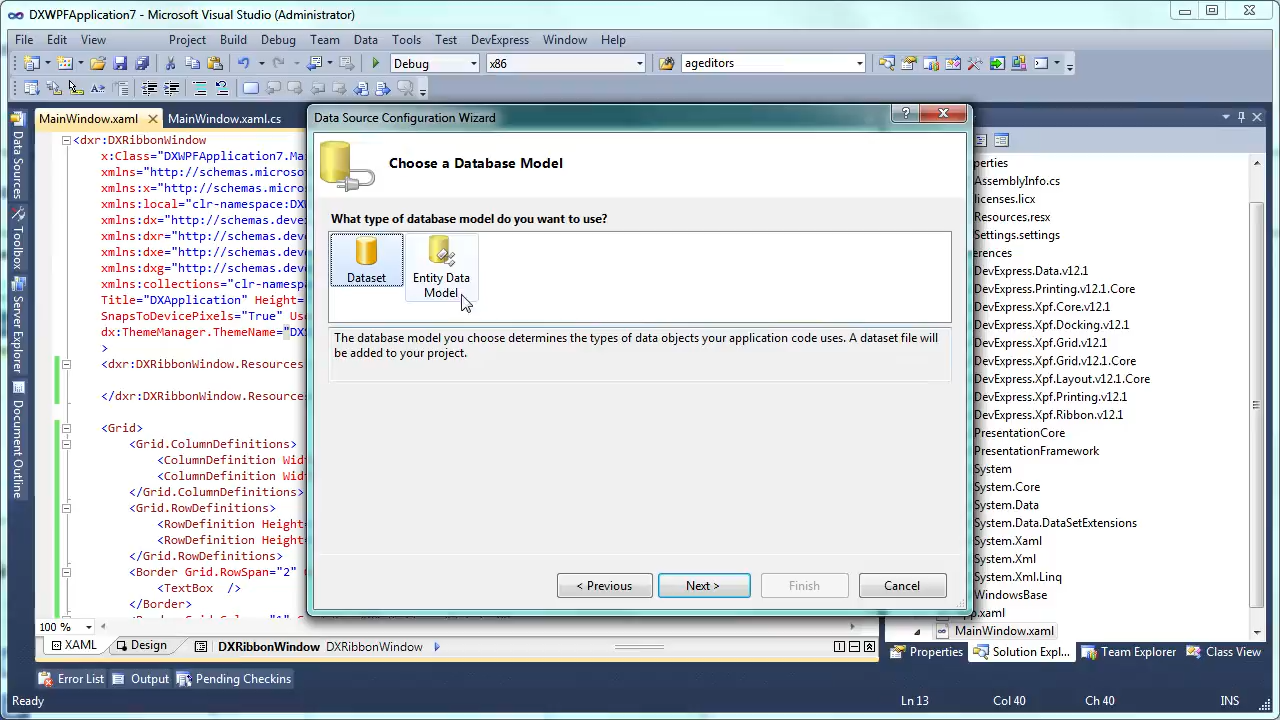 DXWPFApplication7 - Microsoft Visual Studio (Administrator)
File Edit View Project Build Debug Team Data Tools Test DevExpress Window Help
Debug x86 ageditors
MainWindow.xaml MainWindow.xaml.cs
Data Sources
Toolbox
Server Explorer
Document Outline
<dxr:DXRibbonWindow
x:Class="DXWPFApplication7.Ma
xmlns="http://schemas.microso
xmlns:x="http://schemas.micro
xmlns:local="clr-namespace:DX
xmlns:dx="http://schemas.deve
xmlns:dxr="http://schemas.dev
xmlns:dxe="http://schemas.dev
xmlns:dxg="http://schemas.dev
xmlns:collections="clr-namesp
Title="DXApplication" Height=
SnapsToDevicePixels="True" Use
dx:ThemeManager.ThemeName="DX
>
<dxr:DXRibbonWindow.Resources
</dxr:DXRibbonWindow.Resource
<Grid>
<Grid.ColumnDefinitions>
<ColumnDefinition Widt
<ColumnDefinition Widt
</Grid.ColumnDefinitions>
<Grid.RowDefinitions>
<RowDefinition Height=
<RowDefinition Height=
</Grid.RowDefinitions>
<Border Grid.RowSpan="2"
<TextBox />
</Border>
100 %
XAML Design DXRibbonWindow DXRibbonWindow
Data Source Configuration Wizard
Choose a Database Model
What type of database model do you want to use?
Dataset
Entity Data
Model
The database model you choose determines the types of data objects your application code uses. A dataset file will
be added to your project.
< Previous Next > Finish Cancel
perties
AssemblyInfo.cs
licenses.licx
Resources.resx
Settings.settings
erences
DevExpress.Data.v12.1
DevExpress.Printing.v12.1.Core
DevExpress.Xpf.Core.v12.1
DevExpress.Xpf.Docking.v12.1
DevExpress.Xpf.Grid.v12.1
DevExpress.Xpf.Grid.v12.1.Core
DevExpress.Xpf.Layout.v12.1.Core
DevExpress.Xpf.Printing.v12.1
DevExpress.Xpf.Ribbon.v12.1
PresentationCore
PresentationFramework
System
System.Core
System.Data
System.Data.DataSetExtensions
System.Xaml
System.Xml
System.Xml.Linq
WindowsBase
pp.xaml
MainWindow.xaml
Properties Solution Expl... Team Explorer Class View
Error List Output Pending Checkins
Ready Ln 13 Col 40 Ch 40 INS